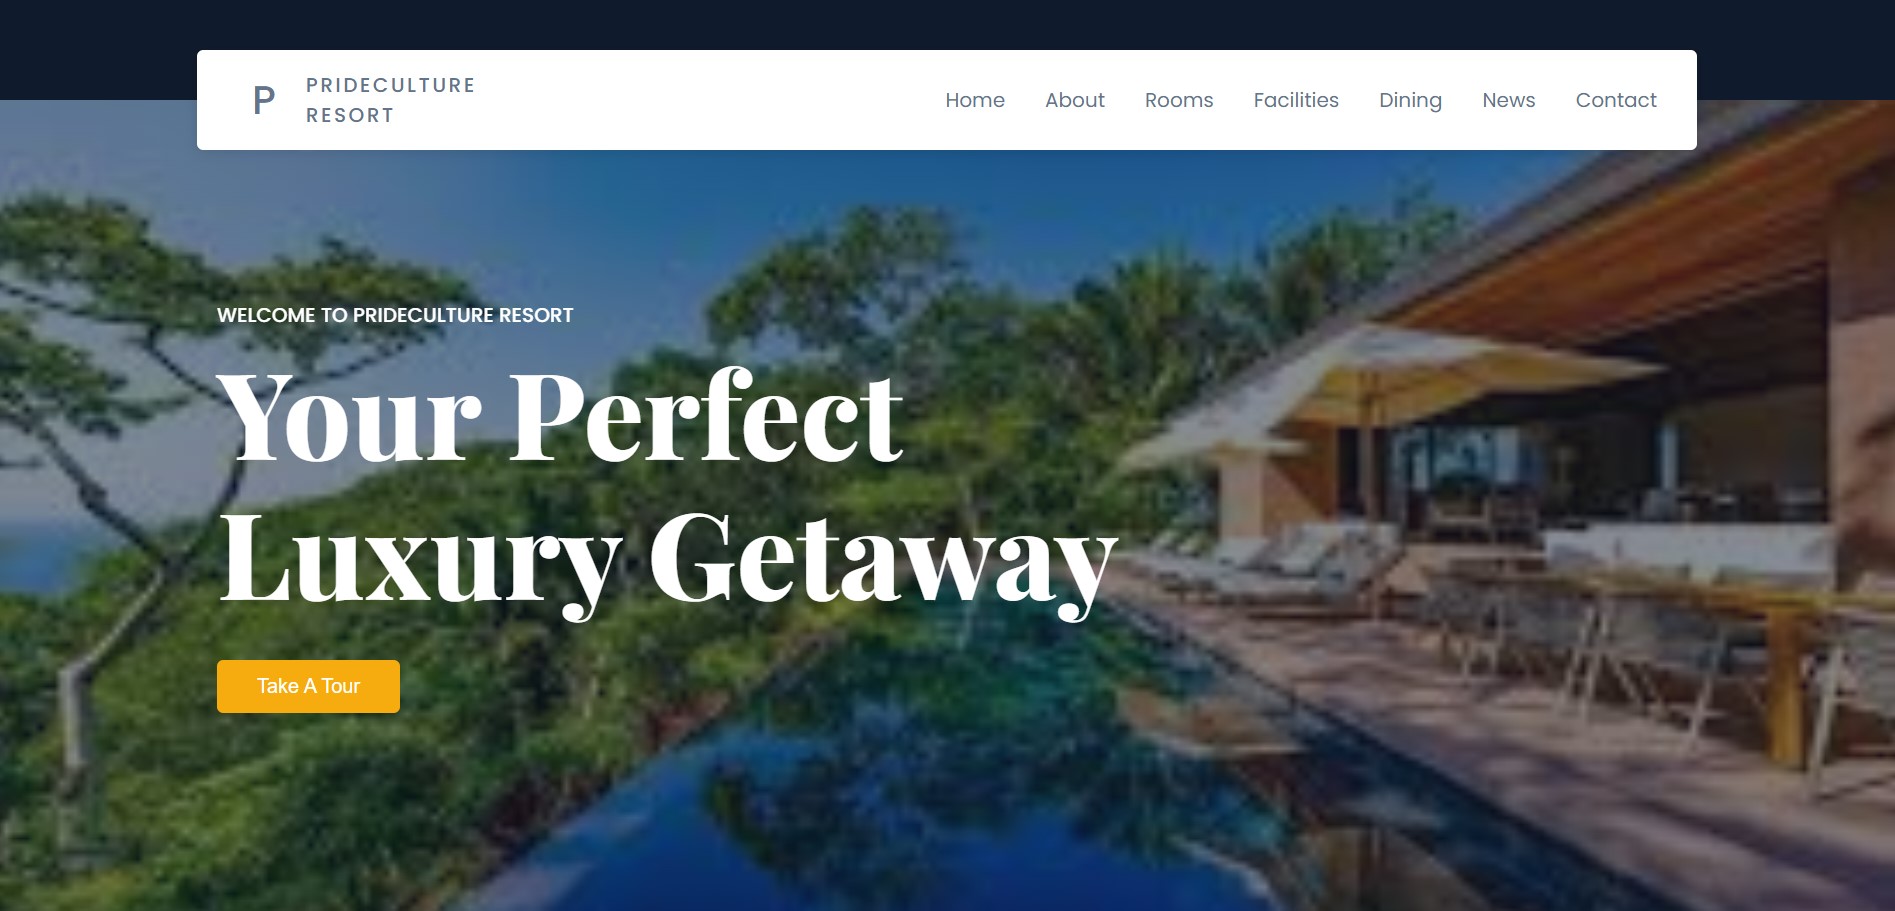 P
PRIDECULTURE
RESORT
Home About Rooms Facilities Dining News Contact
WELCOME TO PRIDECULTURE RESORT
Your Perfect
Luxury Getaway
Take A Tour